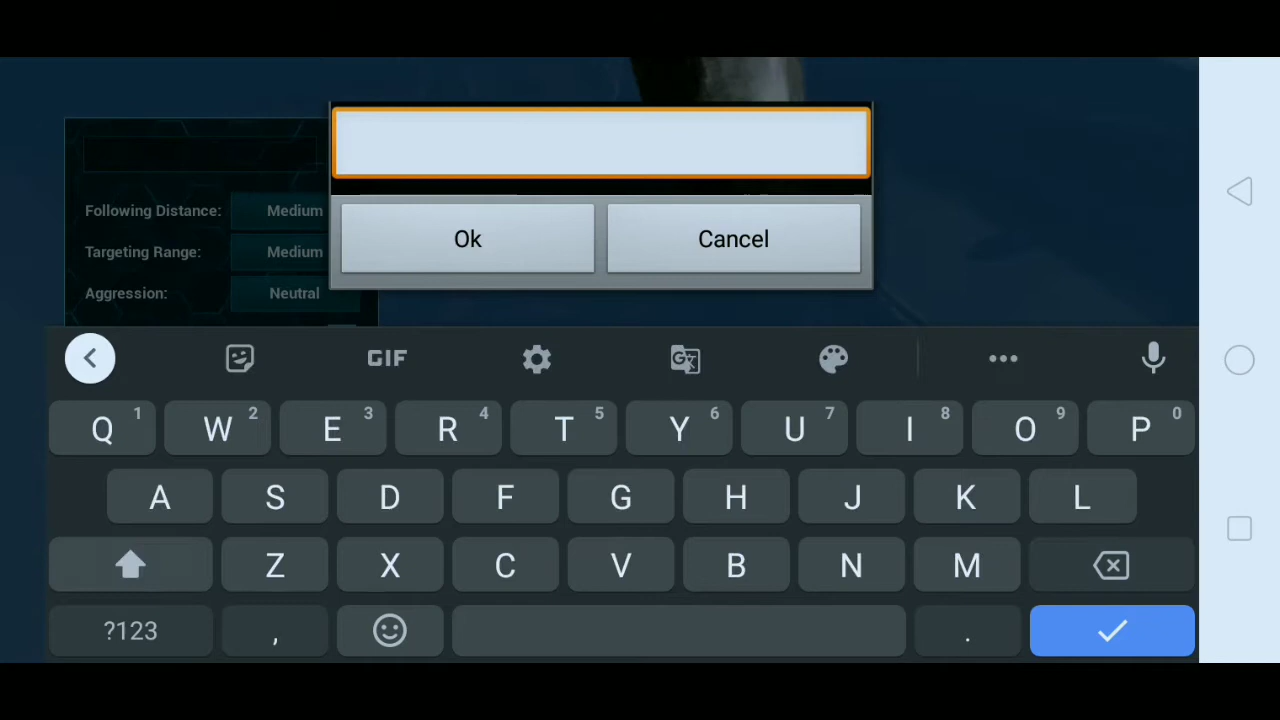 Following Distance: Medium
Targeting Range: Medium
Aggression: Neutral
Ok Cancel
GIF G
Q 1 W 2 E 3 R 4 T 5 Y 6 U 7 I 8 O 9 P 0
A S D F G H J K L
Z X C V B N M
?123 , .